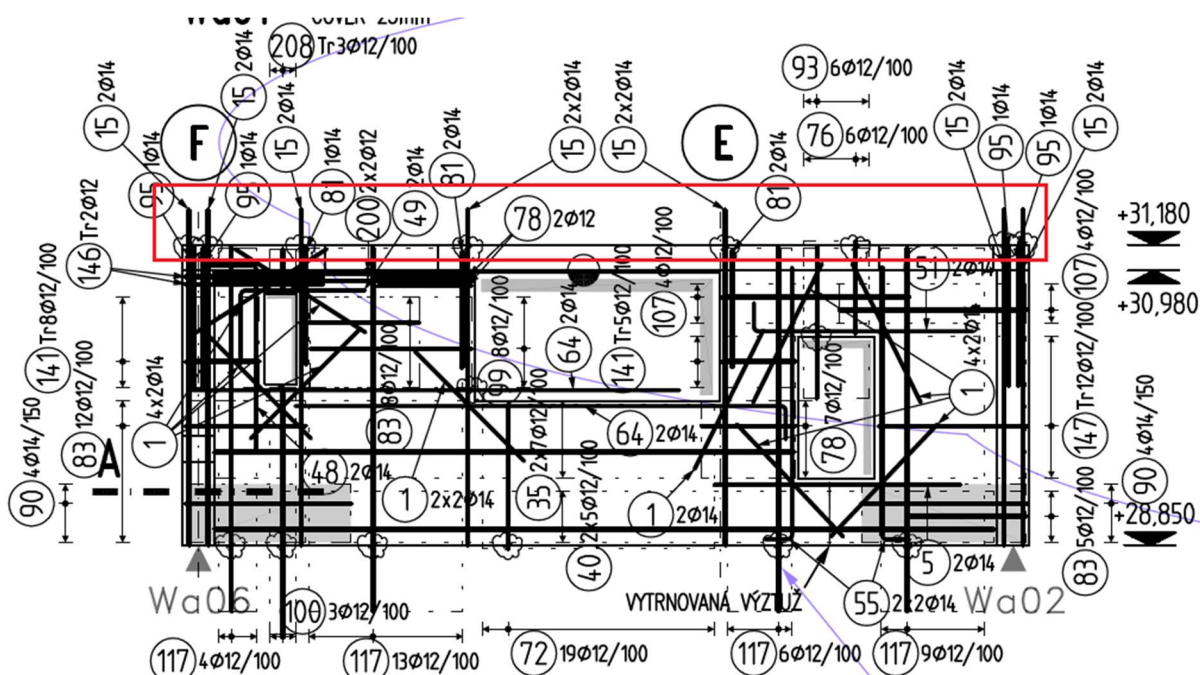 COVER 25mm
208 Tr3Ø12/100
15 2Ø14
15 2Ø14
15 2Ø14
F
95 1Ø14
95 1Ø14
81 1Ø14
200 2x2Ø12
49 2Ø14
81 2Ø14
15 2x2Ø14
15 2x2Ø14
E
81 2Ø14
93 6Ø12/100
76 6Ø12/100
15 2Ø14
95 1Ø14
95 1Ø14
15 2Ø14
78 2Ø12
146 Tr2Ø12
+31,180
+30,980
107 4Ø12/100
51 2Ø14
141 Tr8Ø12/100
107 4Ø12/100
141 Tr5Ø12/100
64 2Ø14
99 8Ø12/100
83 8Ø12/100
1 4x2Ø14
1 4x2Ø14
83 12Ø12/100
90 4Ø14/150
A
64 2Ø14
78 7Ø12/100
147 Tr12Ø12/100
90 4Ø14/150
48 2Ø14
1 2x2Ø14
35 2x7Ø12/100
1 2Ø14
+28,850
83 5Ø12/100
40 2x5Ø12/100
5 2Ø14
55 2x2Ø14
VYTRNOVANÁ VÝZTUŽ
Wa06
Wa02
100 3Ø12/100
117 4Ø12/100
117 13Ø12/100
72 19Ø12/100
117 6Ø12/100
117 9Ø12/100